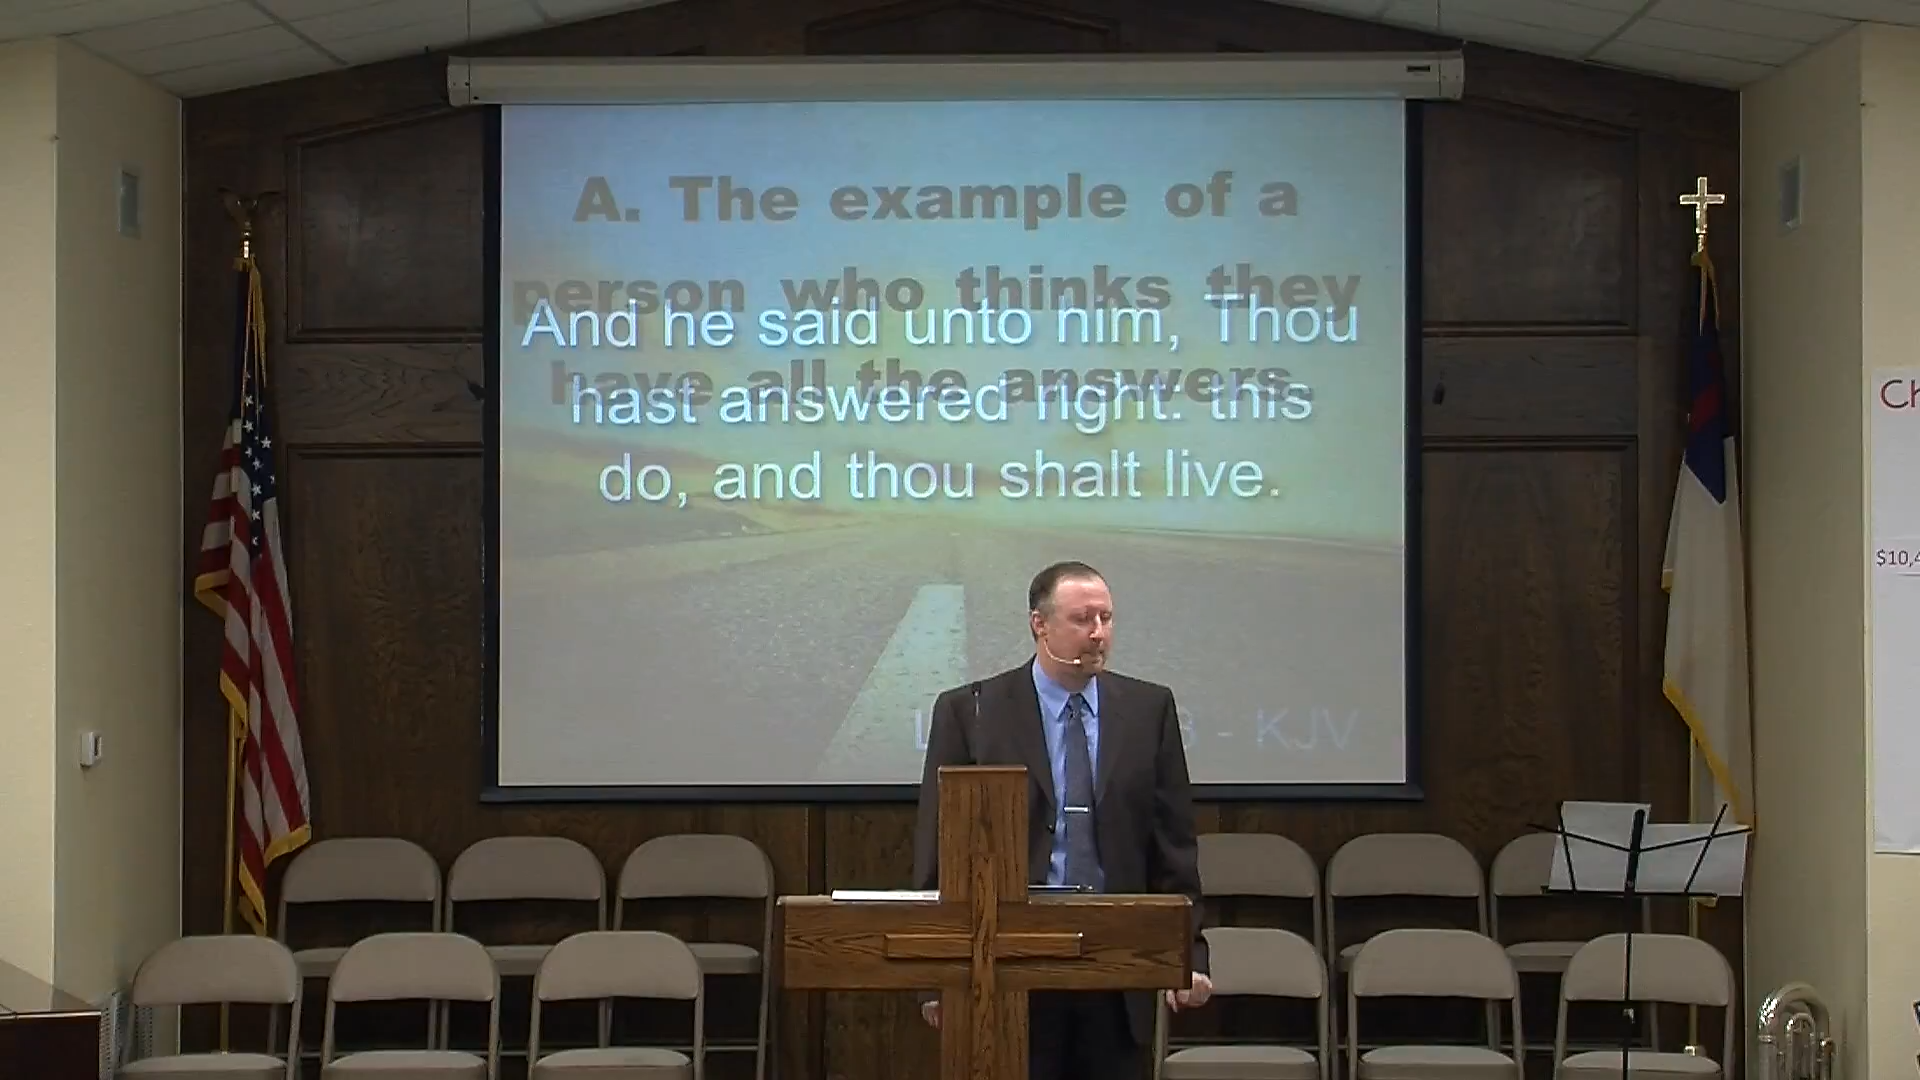 A. The example of a
person who thinks they
have all the answers.
And he said unto him, Thou
hast answered right: this
do, and thou shalt live.
- KJV
Ch
$10,4